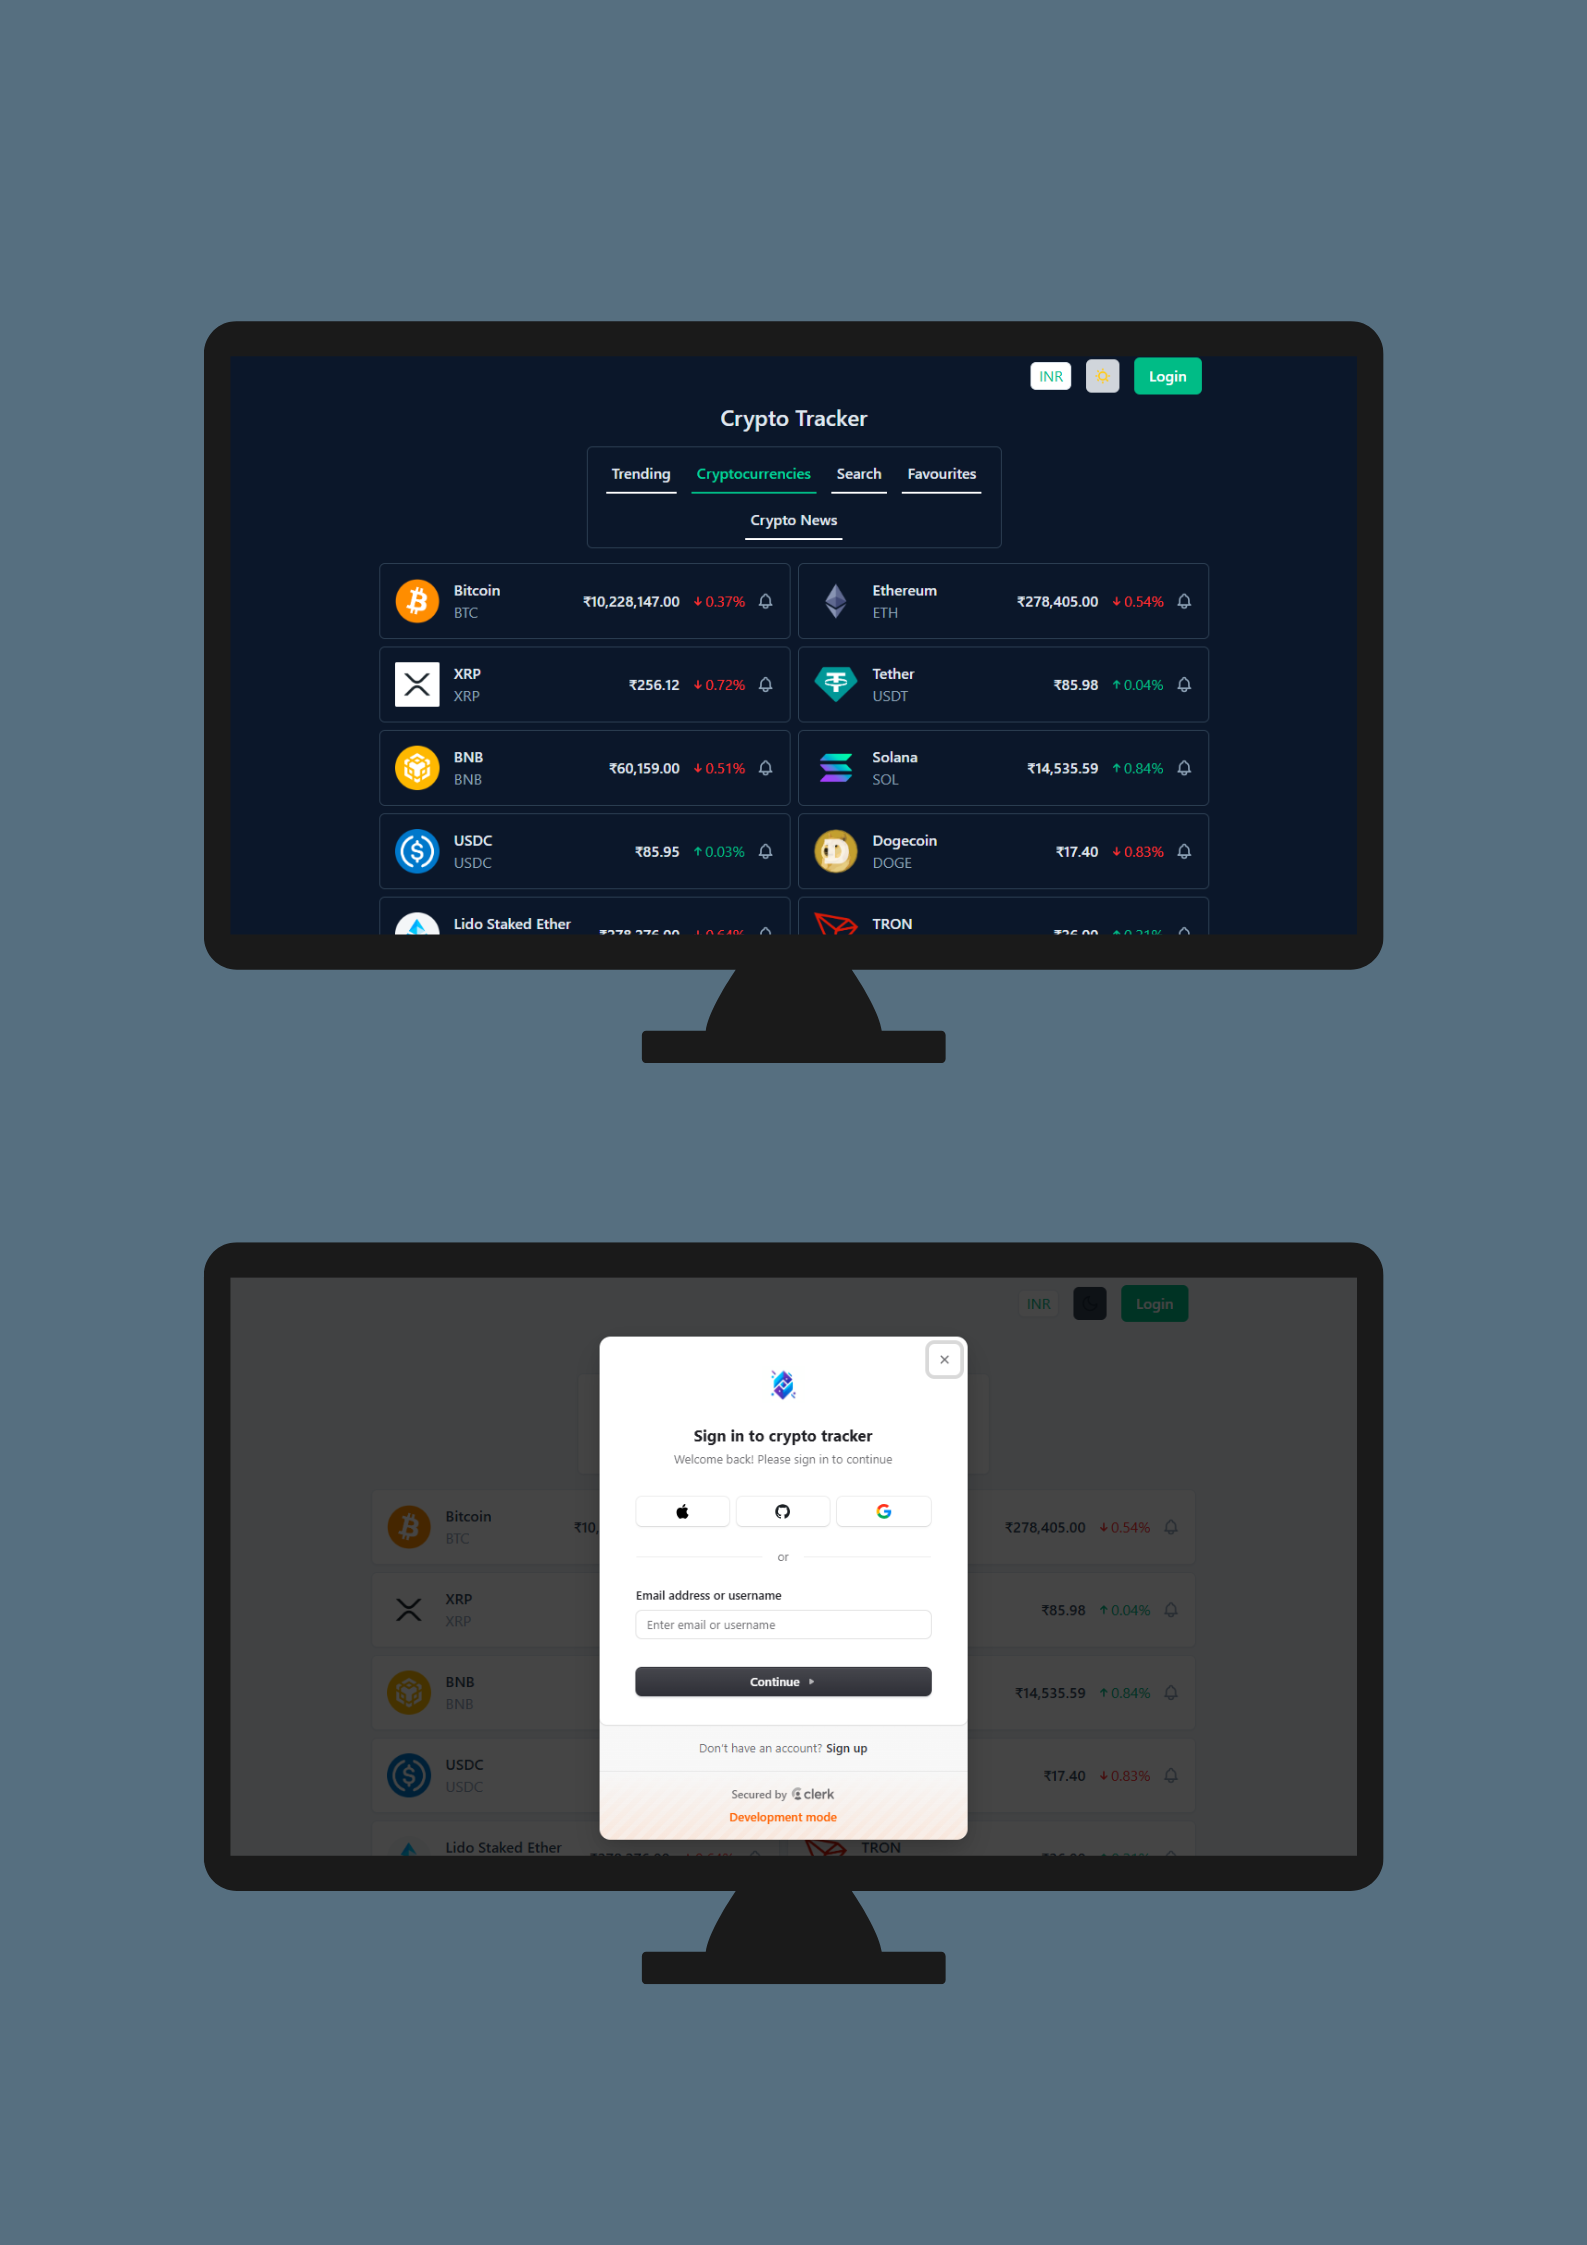 INR
Login
Crypto Tracker
Trending Cryptocurrencies Search Favourites
Crypto News
Bitcoin
BTC
₹10,228,147.00 ↓ 0.37%
Ethereum
ETH
₹278,405.00 ↓ 0.54%
XRP
XRP
₹256.12 ↓ 0.72%
Tether
USDT
₹85.98 ↑ 0.04%
BNB
BNB
₹60,159.00 ↓ 0.51%
Solana
SOL
₹14,535.59 ↑ 0.84%
USDC
USDC
₹85.95 ↑ 0.03%
Dogecoin
DOGE
₹17.40 ↓ 0.83%
Lido Staked Ether
TRON
INR
Login
Sign in to crypto tracker
Welcome back! Please sign in to continue
or
Email address or username
Enter email or username
Continue
Don't have an account? Sign up
Secured by clerk
Development mode
Bitcoin
BTC
₹10,
₹278,405.00 ↓ 0.54%
XRP
XRP
₹85.98 ↑ 0.04%
BNB
BNB
₹14,535.59 ↑ 0.84%
USDC
USDC
₹17.40 ↓ 0.83%
Lido Staked Ether
TRON